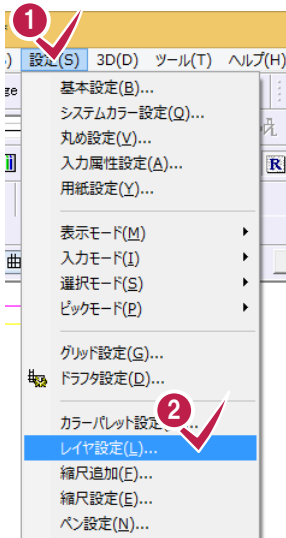 1
設定(S) 3D(D) ツール(T) ヘルプ(H)
基本設定(B)...
システムカラー設定(O)...
丸め設定(V)...
入力属性設定(A)...
用紙設定(Y)...
表示モード(M)
入力モード(I)
選択モード(S)
ピックモード(P)
グリッド設定(G)...
ドラフタ設定(D)...
2
カラーパレット設定
レイヤ設定(L)...
縮尺追加(F)...
縮尺設定(E)...
ペン設定(N)...
曲
R